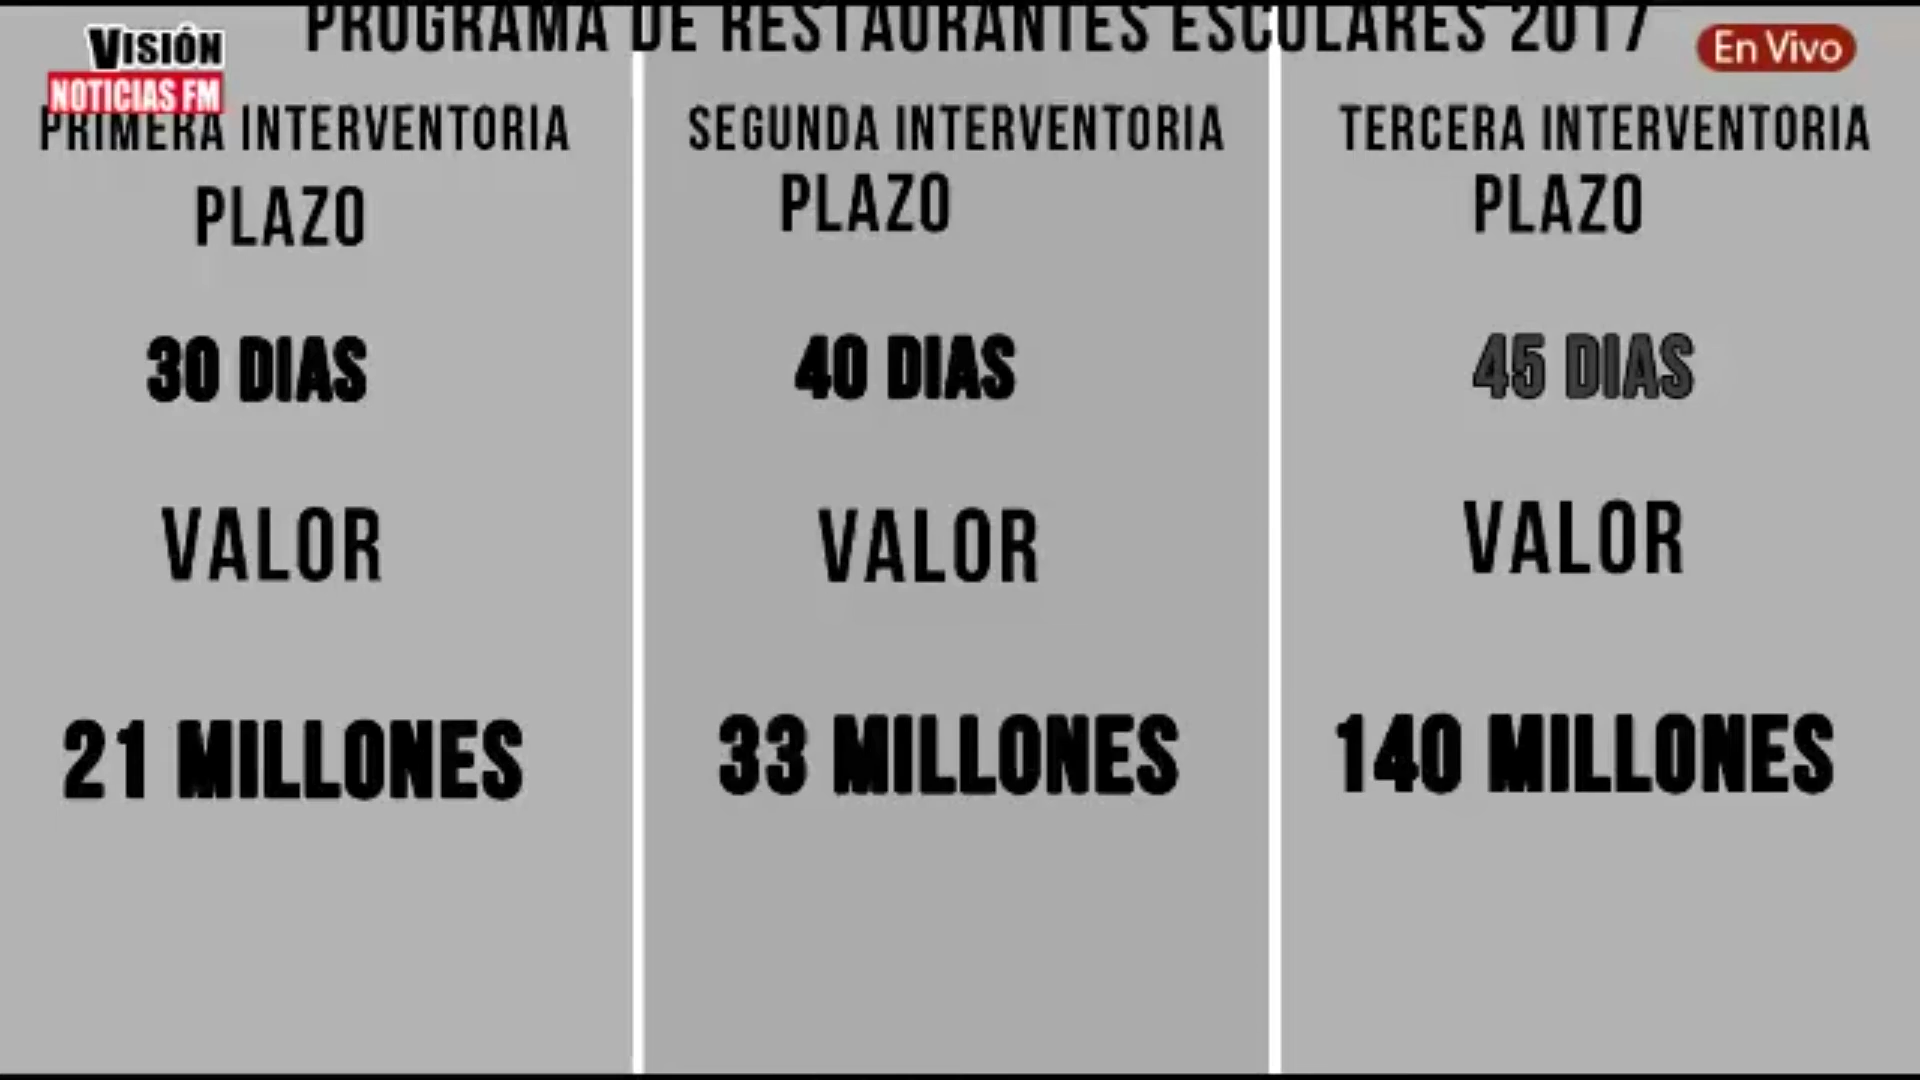 PROGRAMA DE RESTAURANTES ESCOLARES 2017
VISIÓN
NOTICIAS FM
En Vivo
PRIMERA INTERVENTORIA
PLAZO
30 DIAS
VALOR
21 MILLONES
SEGUNDA INTERVENTORIA
PLAZO
40 DIAS
VALOR
33 MILLONES
TERCERA INTERVENTORIA
PLAZO
45 DIAS
VALOR
140 MILLONES